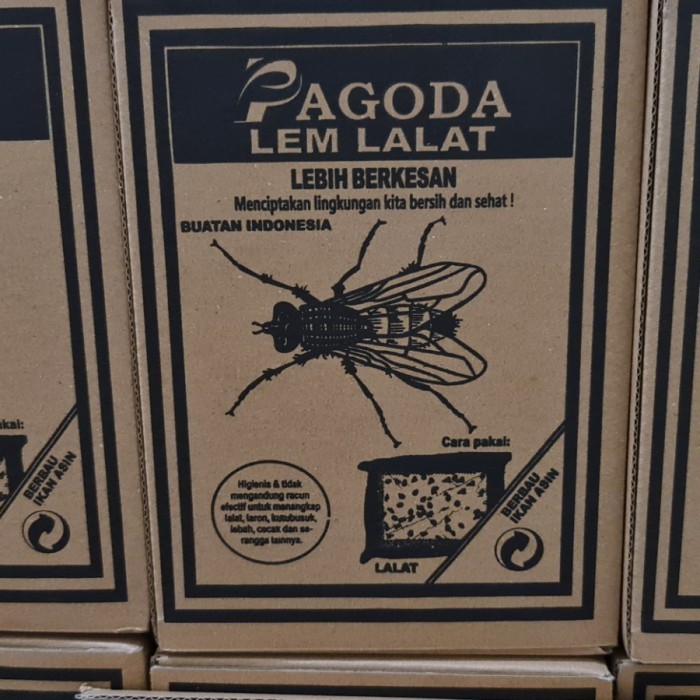 PAGODA
LEM LALAT
LEBIH BERKESAN
Menciptakan lingkungan kita bersih dan sehat !
BUATAN INDONESIA
Cara pakai:
Higienis & tidak
mengandung racun
efectif untuk menangkap
lalat, laron, kutubusuk,
lebah, cecak dan se-
rangga lainnya.
LALAT
BERBAU
IKAN ASIN
akai:
BERBAU
IKAN ASIN